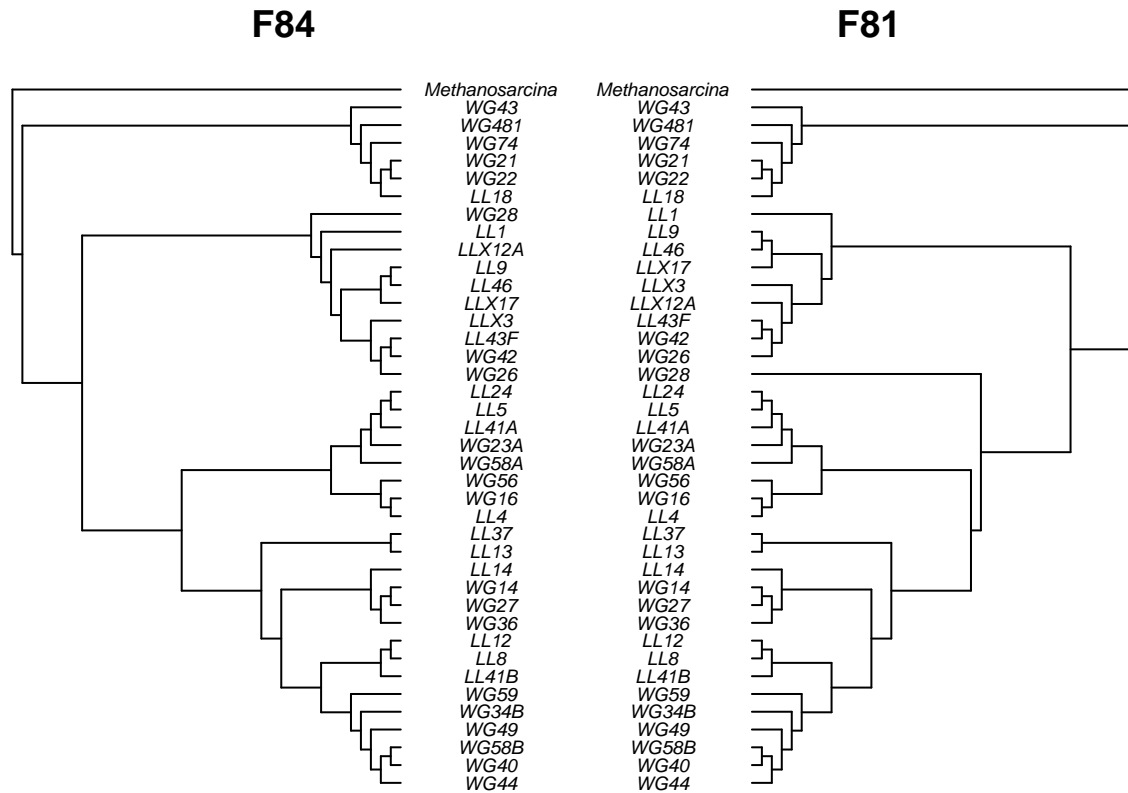 F84 F81
Methanosarcina Methanosarcina
WG43 WG43
WG481 WG481
WG74 WG74
WG21 WG21
WG22 WG22
LL18 LL18
WG28 LL1
LL1 LL9
LLX12A LL46
LL9 LLX17
LL46 LLX3
LLX17 LLX12A
LLX3 LL43F
LL43F WG42
WG42 WG26
WG26 WG28
LL24 LL24
LL5 LL5
LL41A LL41A
WG23A WG23A
WG58A WG58A
WG56 WG56
WG16 WG16
LL4 LL4
LL37 LL37
LL13 LL13
LL14 LL14
WG14 WG14
WG27 WG27
WG36 WG36
LL12 LL12
LL8 LL8
LL41B LL41B
WG59 WG59
WG34B WG34B
WG49 WG49
WG58B WG58B
WG40 WG40
WG44 WG44